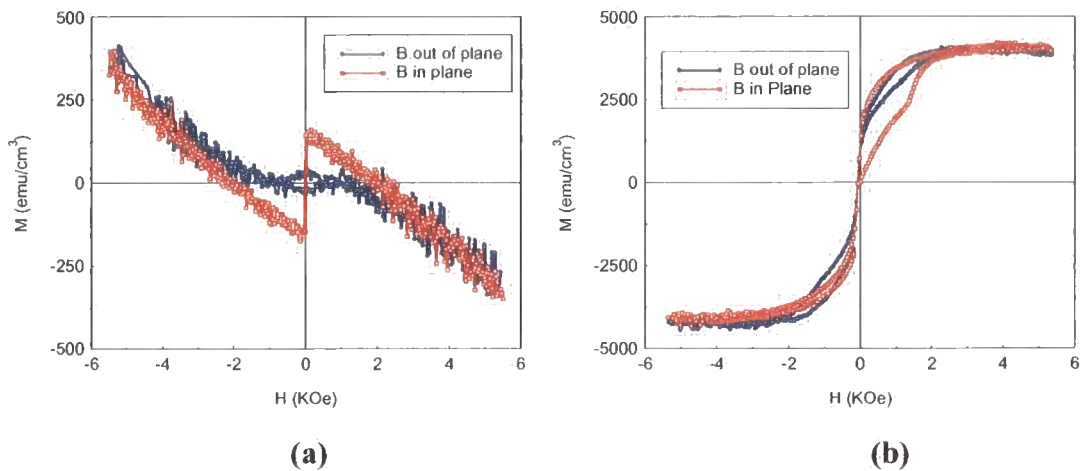 500
250
0
-250
-500
M (emu/cm³)
B out of plane
B in plane
-6 -4 -2 0 2 4 6
H (KOe)
(a)
5000
2500
0
-2500
-5000
M (emu/cm³)
B out of plane
B in Plane
-6 -4 -2 0 2 4 6
H (KOe)
(b)